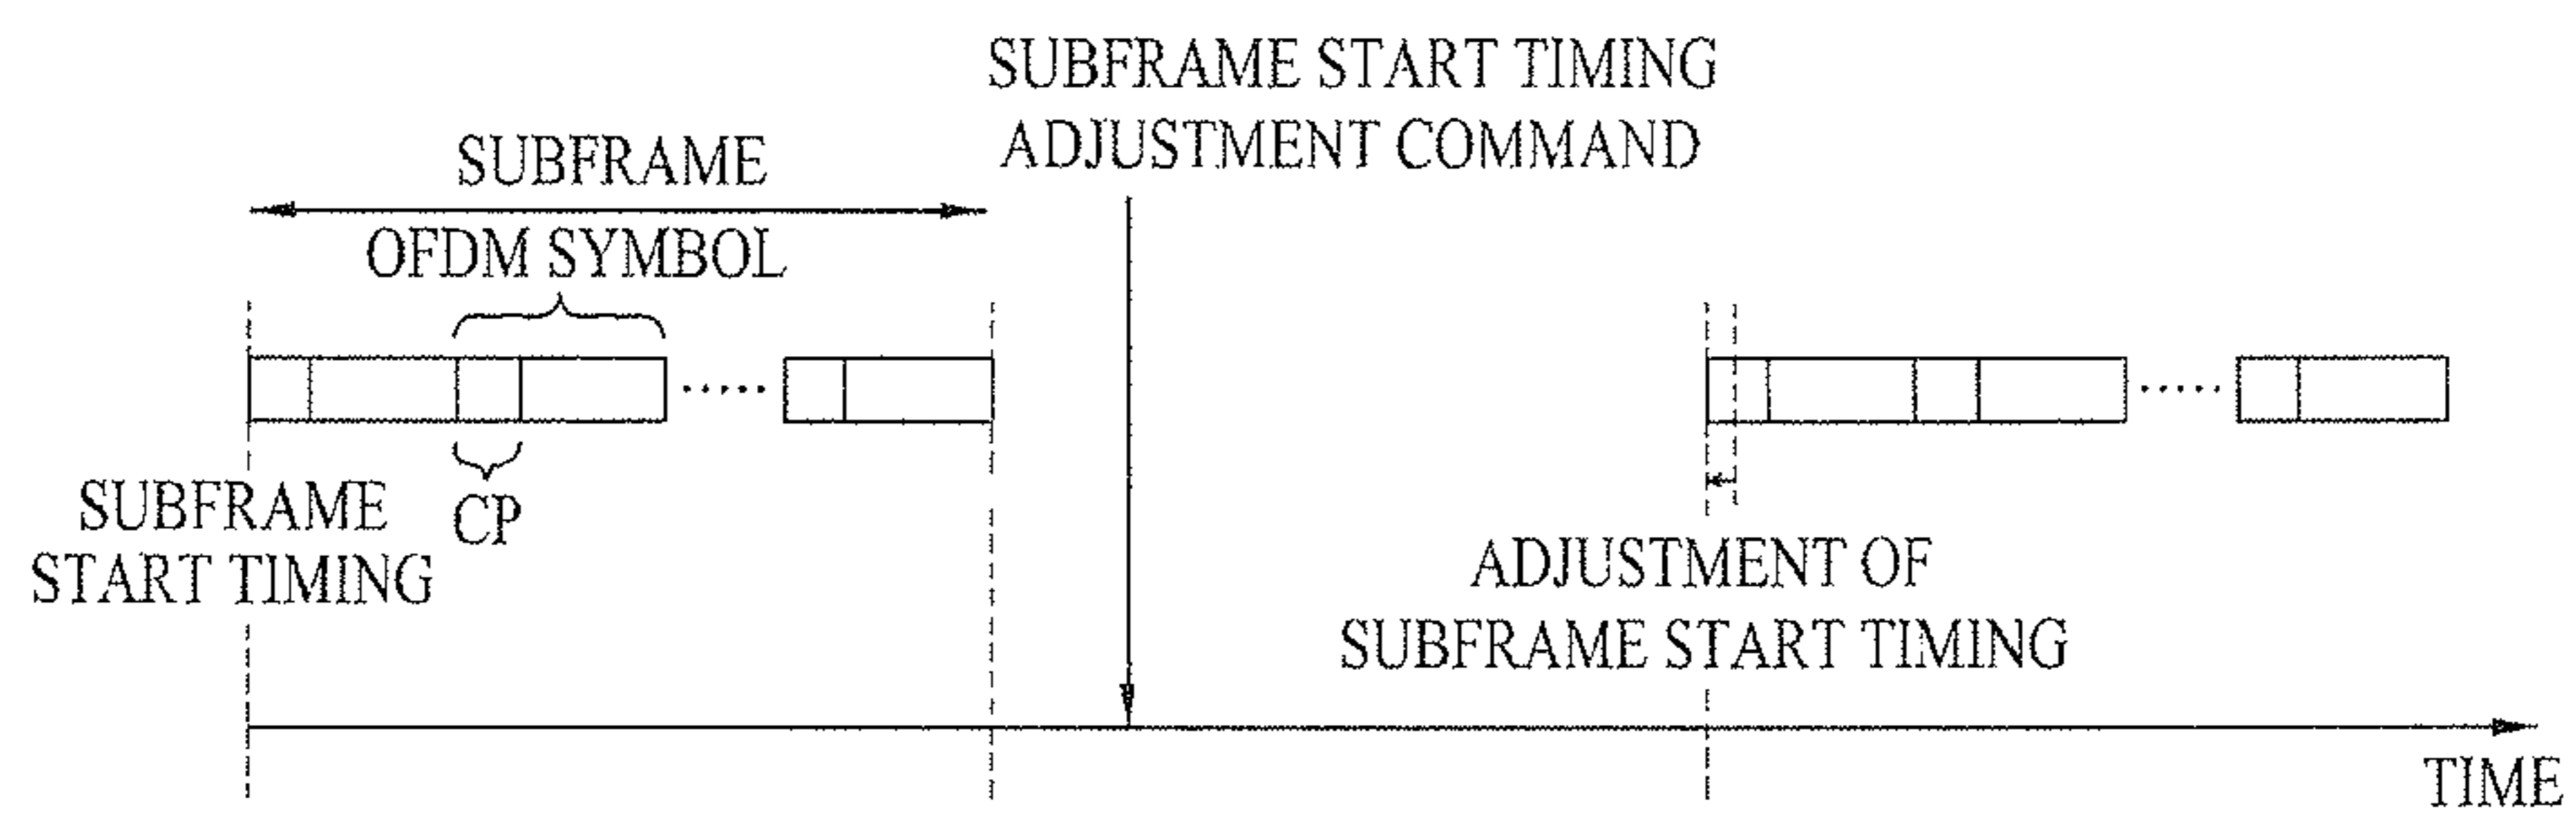 SUBFRAME START TIMING
ADJUSTMENT COMMAND
SUBFRAME
OFDM SYMBOL
SUBFRAME
START TIMING
CP
ADJUSTMENT OF
SUBFRAME START TIMING
TIME